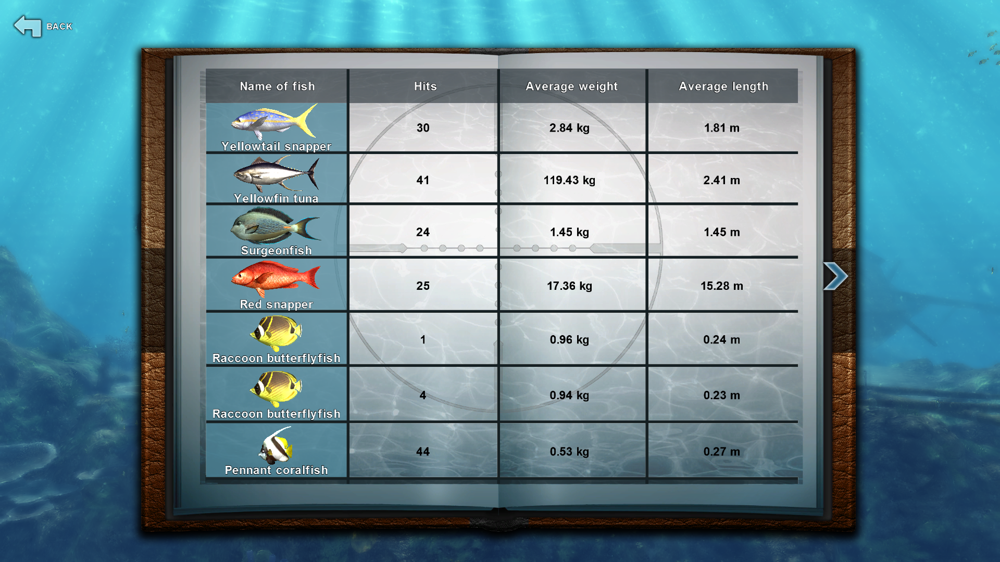 BACK
Name of fish Hits Average weight Average length
Yellowtail snapper 30 2.84 kg 1.81 m
Yellowfin tuna 41 119.43 kg 2.41 m
Surgeonfish 24 1.45 kg 1.45 m
Red snapper 25 17.36 kg 15.28 m
Raccoon butterflyfish 1 0.96 kg 0.24 m
Raccoon butterflyfish 4 0.94 kg 0.23 m
Pennant coralfish 44 0.53 kg 0.27 m